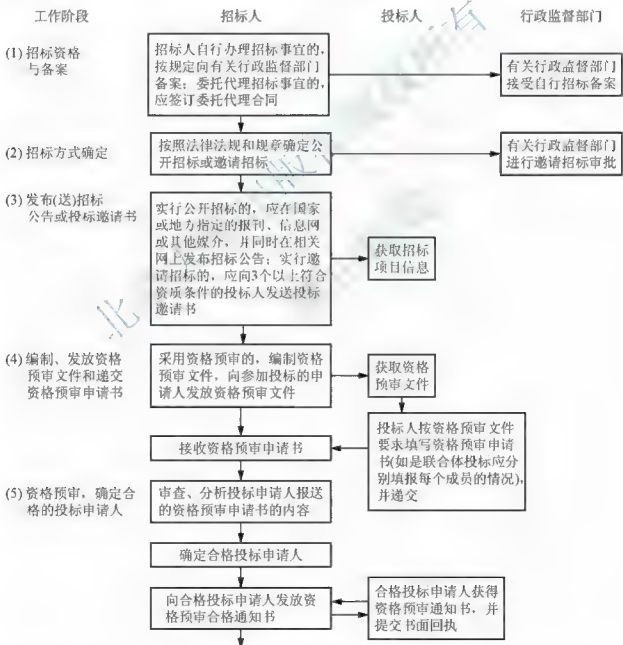 工作阶段
招标人
投标人
行政监督部门
(1) 招标资格
与备案
招标人自行办理招标事宜的,
按规定向有关行政监督部门
备案; 委托代理招标事宜的,
应签订委托代理合同
有关行政监督部门
接受自行招标备案
(2) 招标方式确定
按照法律法规和规章确定公
开招标或邀请招标
有关行政监督部门
进行邀请招标审批
(3) 发布(送)招标
公告或投标邀请书
实行公开招标的, 应在国家
或地方指定的报刊、信息网
或其他媒介, 并同时在相关
网上发布招标公告; 实行邀
请招标的, 应向3个以上符合
资质条件的投标人发送投标
邀请书
获取招标
项目信息
(4) 编制、发放资格
预审文件和递交
资格预审申请书
采用资格预审的, 编制资格
预审文件, 向参加投标的申
请人发放资格预审文件
获取资格
预审文件
投标人按资格预审文件
要求填写资格预审申请
书(如是联合体投标应分
别填报每个成员的情况),
并递交
接收资格预审申请书
(5) 资格预审, 确定合
格的投标申请人
审查、分析投标申请人报送
的资格预审申请书的内容
确定合格投标申请人
向合格投标申请人发放资
格预审合格通知书
合格投标申请人获得
资格预审通知书, 并
提交书面回执